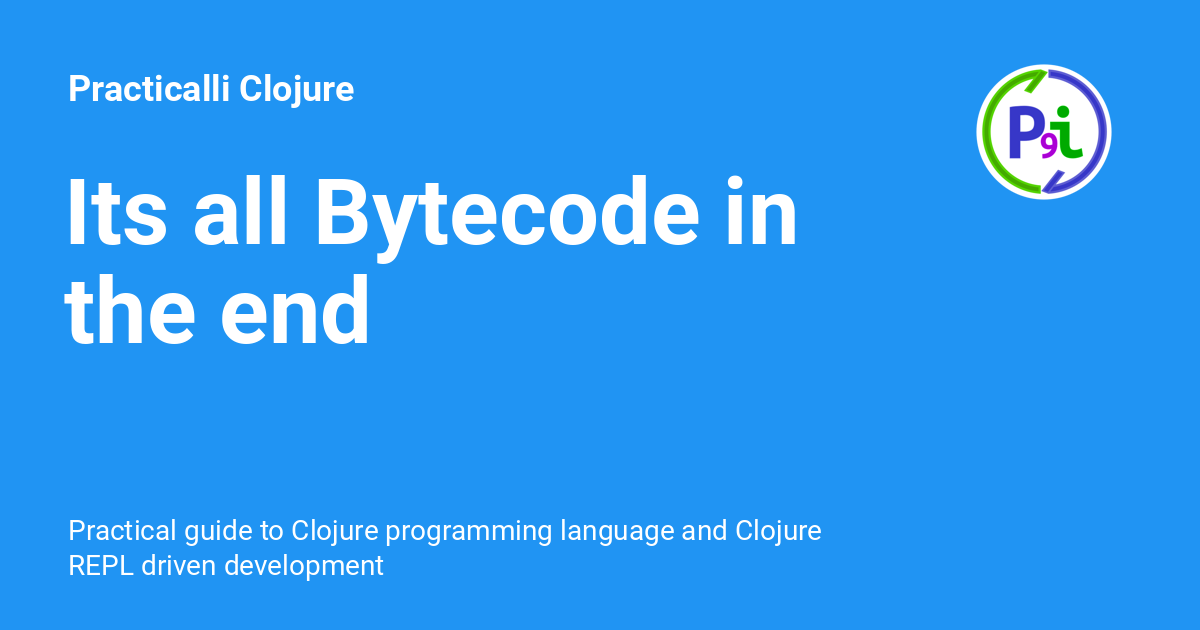 Practicalli Clojure
Its all Bytecode in
the end
P9i
Practical guide to Clojure programming language and Clojure
REPL driven development